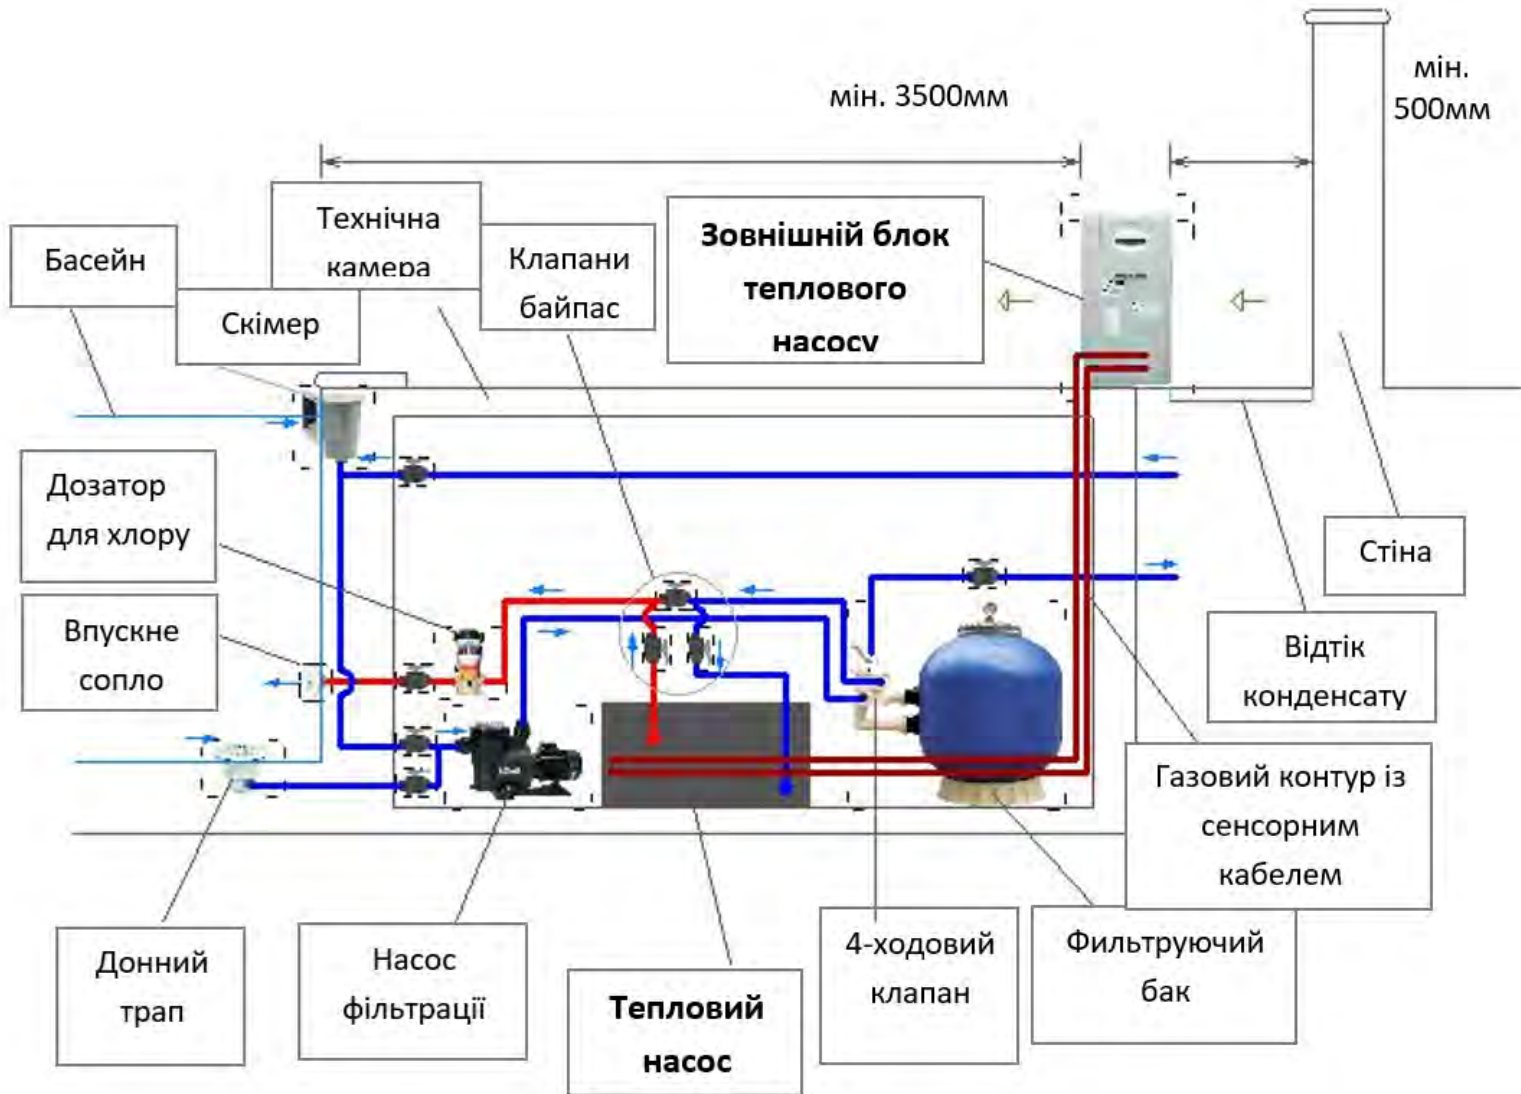 мін. 3500мм
мін.
500мм
Басейн
Скімер
Технічна
камера
Клапани
байпас
Зовнішній блок
теплового
насосу
Дозатор
для хлору
Впускне
сопло
Стіна
Відтік
конденсату
Газовий контур із
сенсорним
кабелем
Донний
трап
Насос
фільтрації
Тепловий
насос
4-ходовий
клапан
Фильтруючий
бак